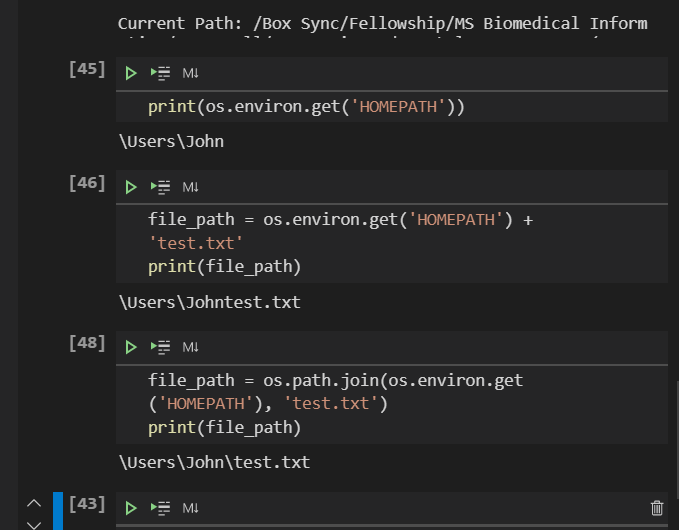 Current Path: /Box Sync/Fellowship/MS Biomedical Inform
[45]
M↓
print(os.environ.get('HOMEPATH'))
\Users\John
[46]
M↓
file_path = os.environ.get('HOMEPATH') +
'test.txt'
print(file_path)
\Users\Johntest.txt
[48]
M↓
file_path = os.path.join(os.environ.get
('HOMEPATH'), 'test.txt')
print(file_path)
\Users\John\test.txt
[43]
M↓